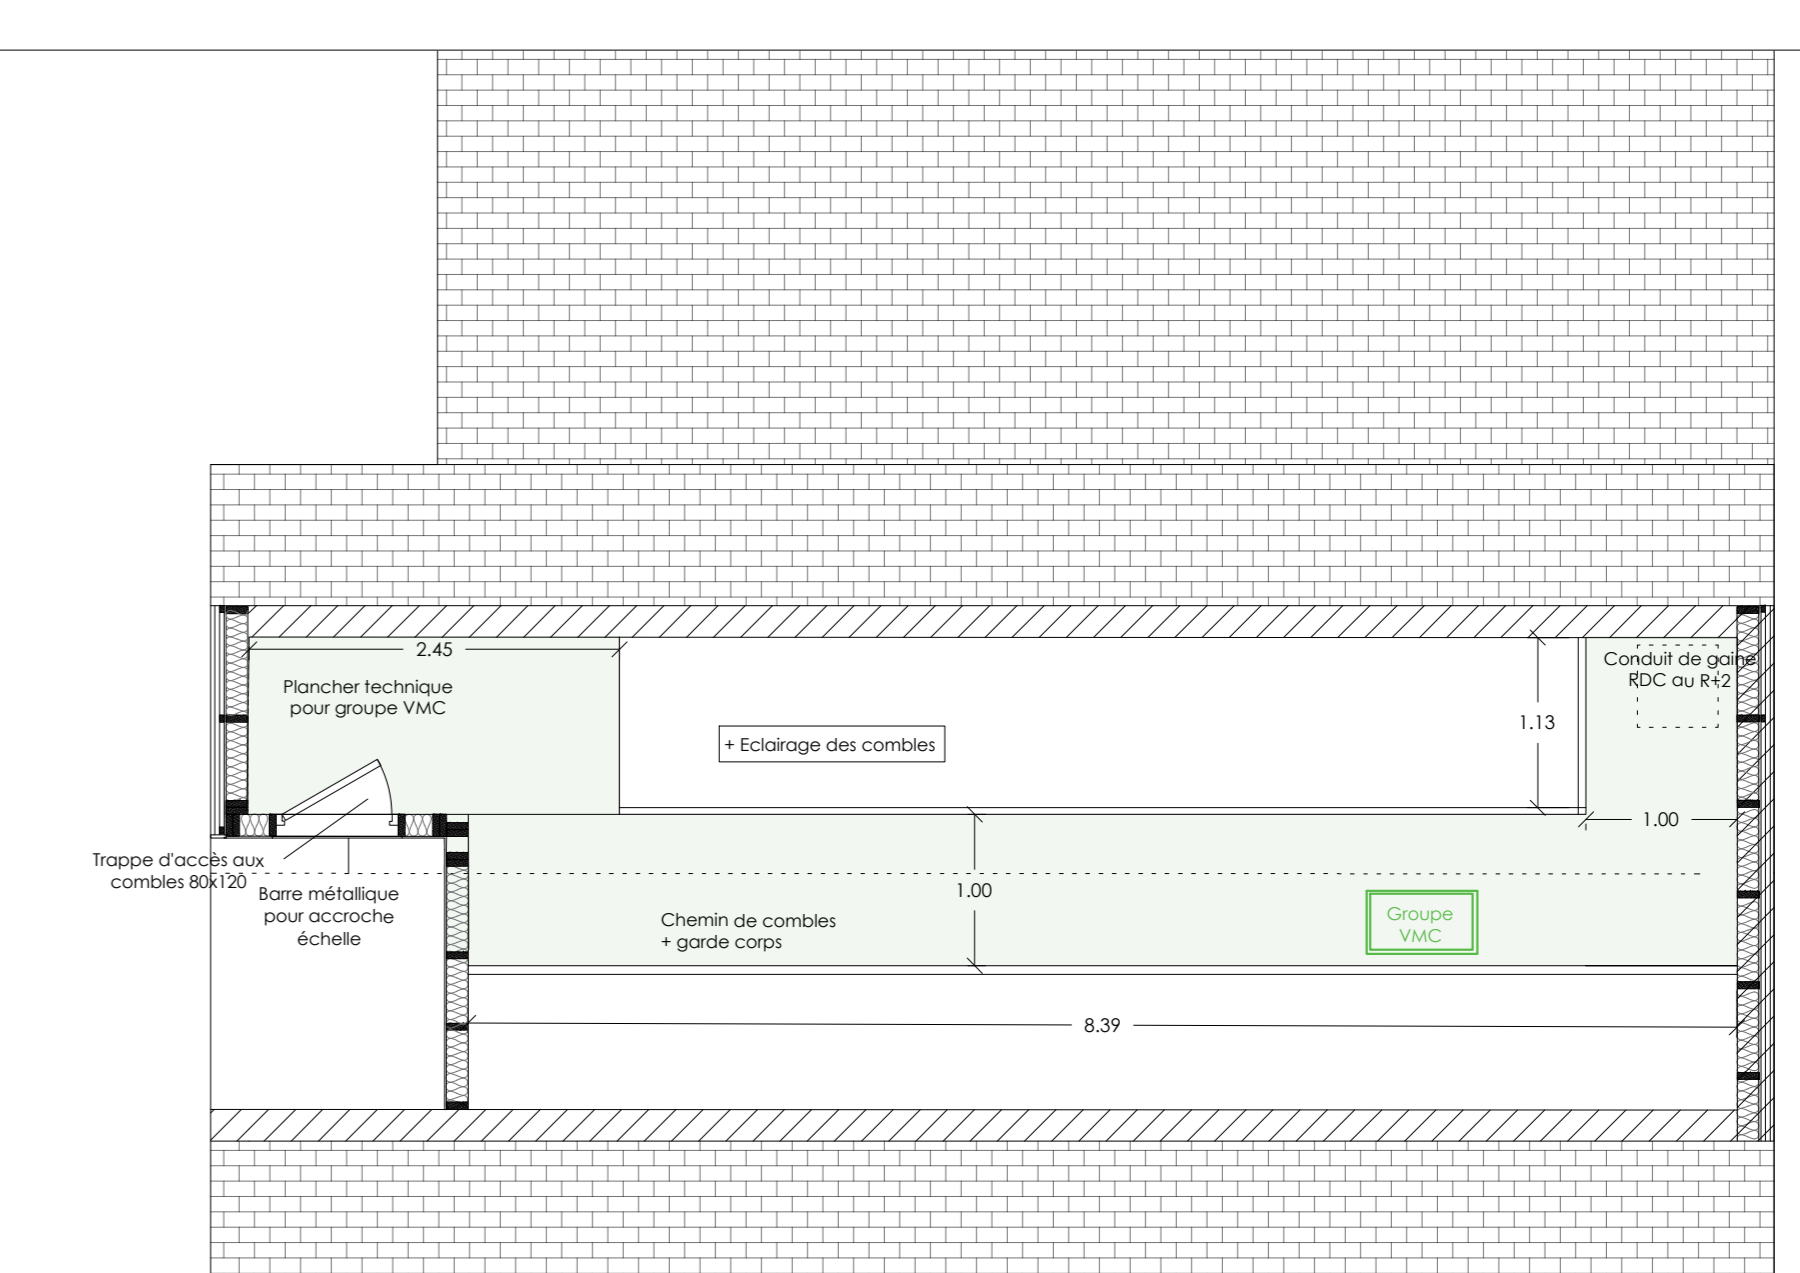 2.45
Plancher technique
pour groupe VMC
+ Eclairage des combles
1.13
Conduit de gaine
RDC au R+2
1.00
Trappe d'accès aux
combles 80x120
Barre métallique
pour accroche
échelle
1.00
Chemin de combles
+ garde corps
Groupe
VMC
8.39